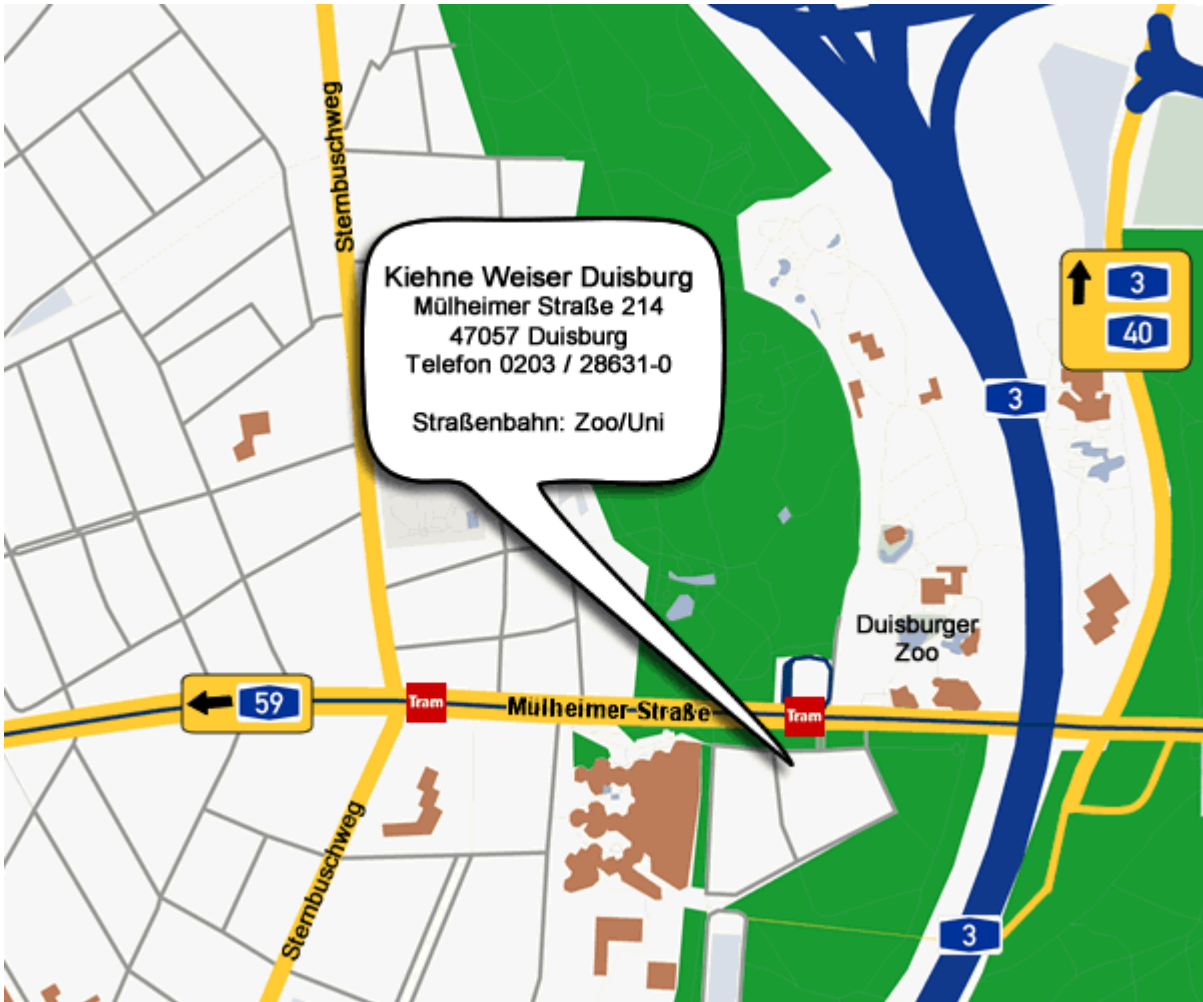 Sternbuschweg
Kiehne Weiser Duisburg
Mülheimer Straße 214
47057 Duisburg
Telefon 0203 / 28631-0
Straßenbahn: Zoo/Uni
3
40
3
Duisburger
Zoo
59
Tram
Mülheimer Straße
Tram
Sternbuschweg
3